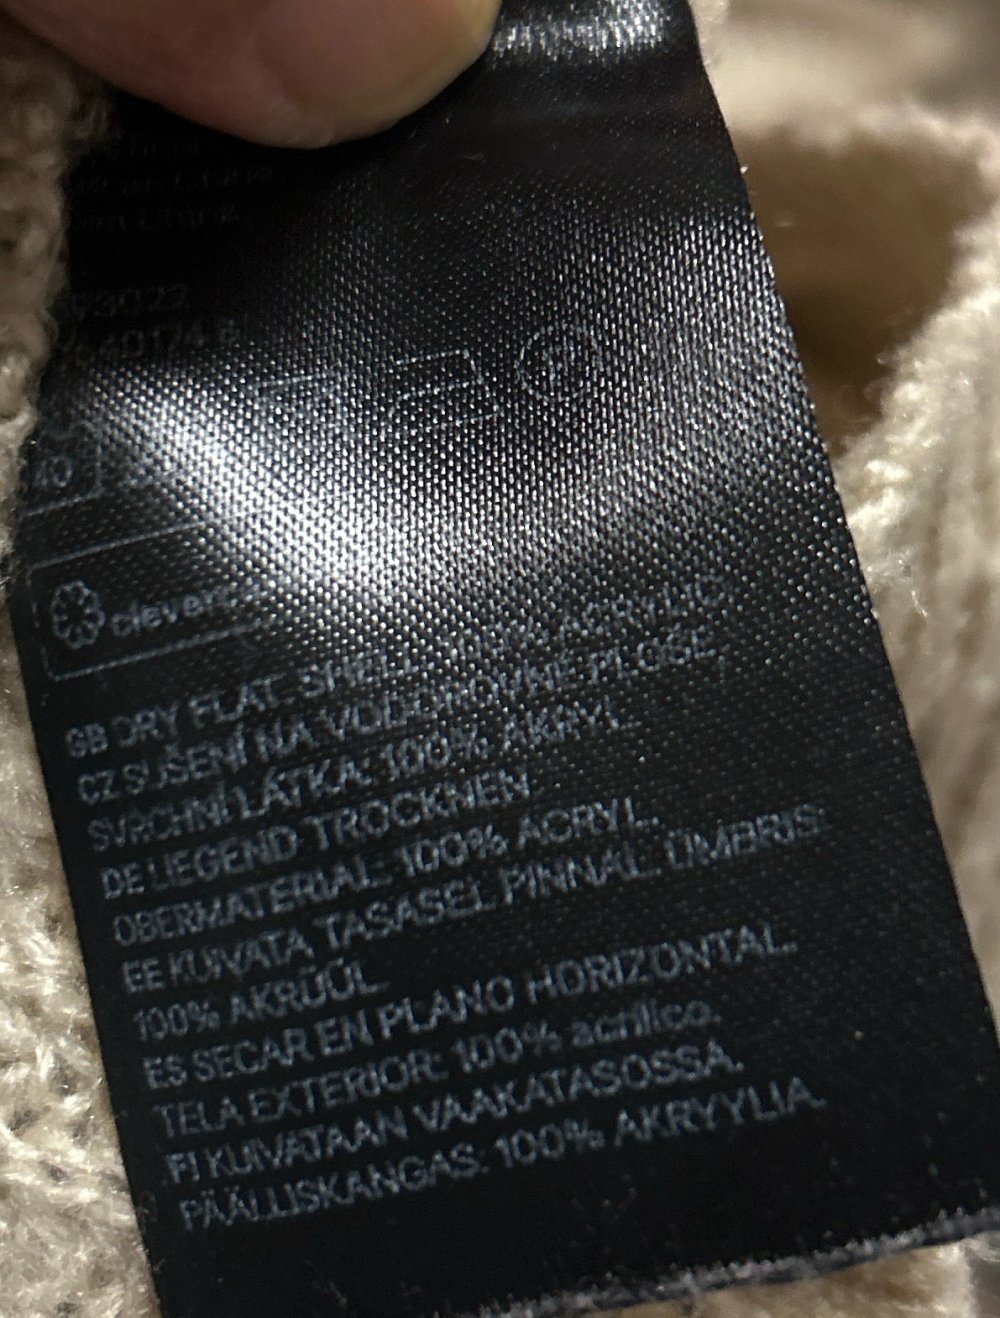 40
GB DRY FLAT. SHELL: 100% ACRYLIC
CZ SUŠENÍ NA VODOROVNÉ PLOŠE
SVRCHNÍ LÁTKA: 100% AKRYL.
DE LIEGEND TROCKNEN
OBERMATERIAL: 100% ACRYL.
EE KUIVATA TASASEL PINNAL. ÜMBRIS:
100% AKRÜÜL
ES SECAR EN PLANO HORIZONTAL.
TELA EXTERIOR: 100% acrílico.
FI KUIVATAAN VAAKATASOSSA.
PÄÄLLISKANGAS: 100% AKRYYLIA.